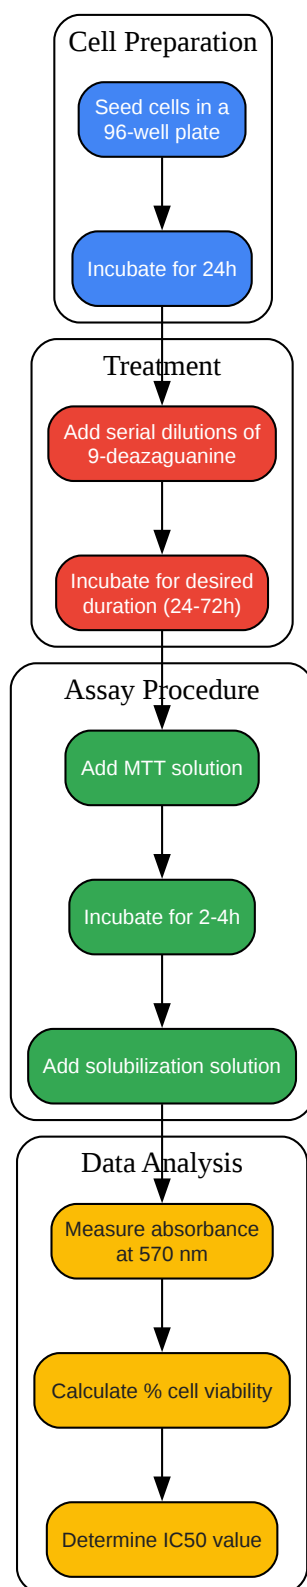 Cell Preparation
Seed cells in a
96-well plate
Incubate for 24h
Treatment
Add serial dilutions of
9-deazaguanine
Incubate for desired
duration (24-72h)
Assay Procedure
Add MTT solution
Incubate for 2-4h
Add solubilization solution
Data Analysis
Measure absorbance
at 570 nm
Calculate % cell viability
Determine IC50 value